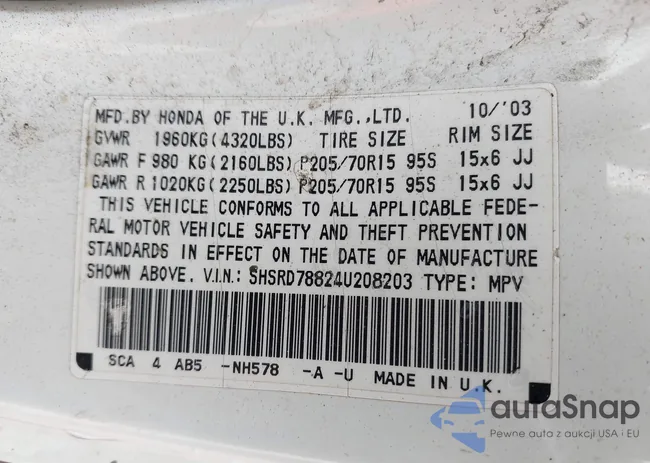 MFD.BY HONDA OF THE U.K. MFG.,LTD. 10/'03
GVWR 1960KG(4320LBS) TIRE SIZE RIM SIZE
GAWR F 980 KG(2160LBS) P205/70R15 95S 15x6 JJ
GAWR R 1020KG(2250LBS) P205/70R15 95S 15x6 JJ
THIS VEHICLE CONFORMS TO ALL APPLICABLE FEDE-
RAL MOTOR VEHICLE SAFETY AND THEFT PREVENTION
STANDARDS IN EFFECT ON THE DATE OF MANUFACTURE
SHOWN ABOVE. V.I.N.: SHSRD78824U208203 TYPE: MPV
SCA 4 AB5 -NH578 -A -U MADE IN U.K.
autaSnap
Pewne auta z aukcji USA i EU